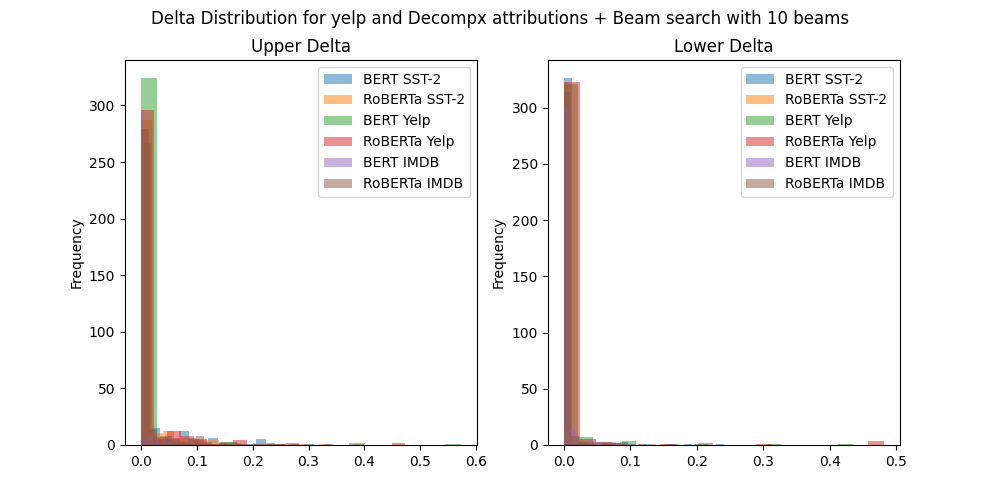 Delta Distribution for yelp and Decompx attributions + Beam search with 10 beams
Upper Delta
Frequency
300
250
200
150
100
50
0
0.0 0.1 0.2 0.3 0.4 0.5 0.6
BERT SST-2
RoBERTa SST-2
BERT Yelp
RoBERTa Yelp
BERT IMDB
RoBERTa IMDB
Lower Delta
Frequency
300
250
200
150
100
50
0
0.0 0.1 0.2 0.3 0.4 0.5
BERT SST-2
RoBERTa SST-2
BERT Yelp
RoBERTa Yelp
BERT IMDB
RoBERTa IMDB